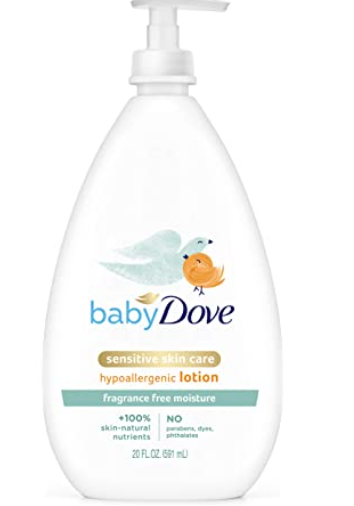 baby Dove
sensitive skin care
hypoallergenic lotion
fragrance free moisture
+100%
skin-natural
nutrients
NO
parabens, dyes,
phthalates
20 FL.OZ. (591 mL)